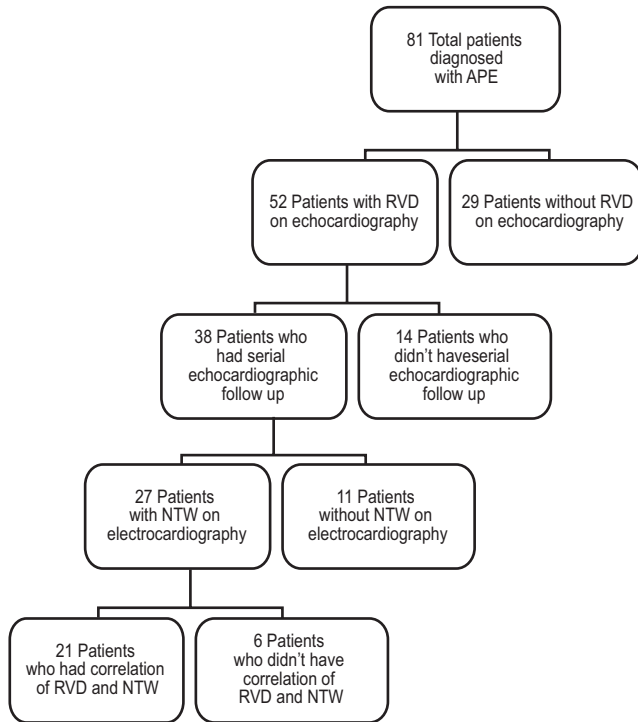 81 Total patients
diagnosed
with APE
52 Patients with RVD
on echocardiography
29 Patients without RVD
on echocardiography
38 Patients who
had serial
echocardiographic
follow up
14 Patients who
didn’t haveserial
echocardiographic
follow up
27 Patients
with NTW on
electrocardiography
11 Patients
without NTW on
electrocardiography
21 Patients
who had correlation
of RVD and NTW
6 Patients
who didn’t have
correlation of
RVD and NTW